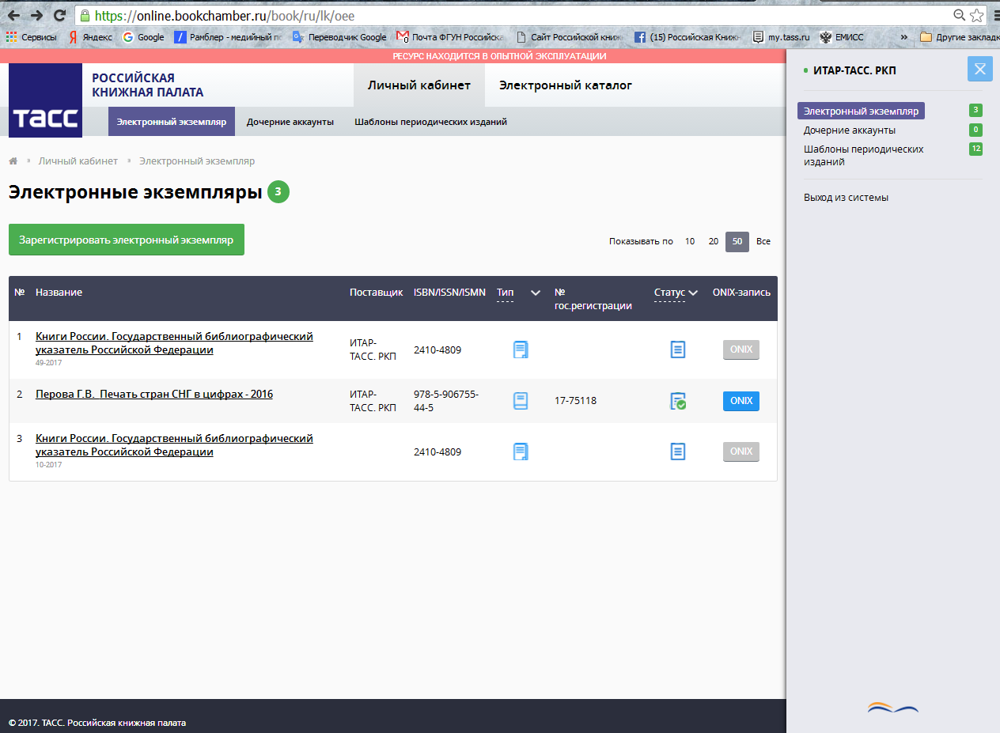 https://online.bookchamber.ru/book/ru/lk/oee
Сервисы Яндекс Google Рамблер - медийный Переводчик Google Почта ФГУН Российска Сайт Российской книж (15) Российская Книжн my.tass.ru ЕМИСС » Другие заклад
РЕСУРС НАХОДИТСЯ В ОПЫТНОЙ ЭКСПЛУАТАЦИИ
ТАСС
РОССИЙСКАЯ
КНИЖНАЯ ПАЛАТА
Личный кабинет Электронный каталог
Электронный экземпляр Дочерние аккаунты Шаблоны периодических изданий
Личный кабинет Электронный экземпляр
Электронные экземпляры 3
Зарегистрировать электронный экземпляр
Показывать по 10 20 50 Все
№ Название Поставщик ISBN/ISSN/ISMN Тип № гос.регистрации Статус ONIX-запись
1 Книги России. Государственный библиографический
указатель Российской Федерации
49-2017
ИТАР-
ТАСС. РКП
2410-4809
ONIX
2 Перова Г.В. Печать стран СНГ в цифрах - 2016
ИТАР-
ТАСС. РКП
978-5-906755-
44-5
17-75118
ONIX
3 Книги России. Государственный библиографический
указатель Российской Федерации
10-2017
2410-4809
ONIX
© 2017. ТАСС. Российская книжная палата
ИТАР-ТАСС. РКП
Электронный экземпляр 3
Дочерние аккаунты 0
Шаблоны периодических 12
изданий
Выход из системы